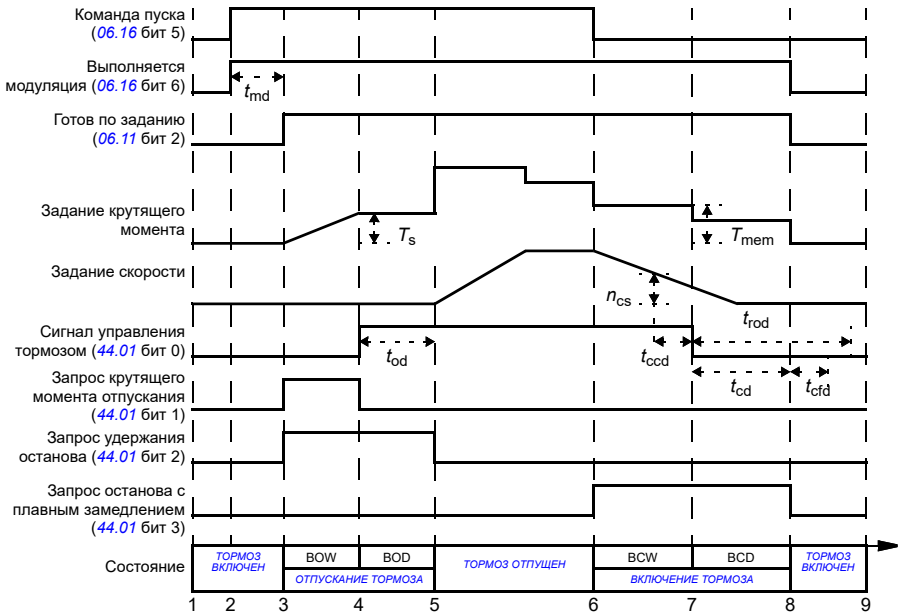 Команда пуска
(06.16 бит 5)
Выполняется
модуляция (06.16 бит 6)
tmd
Готов по заданию
(06.11 бит 2)
Задание крутящего
момента
Ts
Tmem
Задание скорости
ncs
trod
Сигнал управления
тормозом (44.01 бит 0)
tod
tccd
tcd
tcfd
Запрос крутящего
момента отпускания
(44.01 бит 1)
Запрос удержания
останова (44.01 бит 2)
Запрос останова с
плавным замедлением
(44.01 бит 3)
Состояние
ТОРМОЗ
ВКЛЮЧЕН
BOW
BOD
ОТПУСКАНИЕ ТОРМОЗА
ТОРМОЗ ОТПУЩЕН
BCW
BCD
ВКЛЮЧЕНИЕ ТОРМОЗА
ТОРМОЗ
ВКЛЮЧЕН
1 2 3 4 5 6 7 8 9